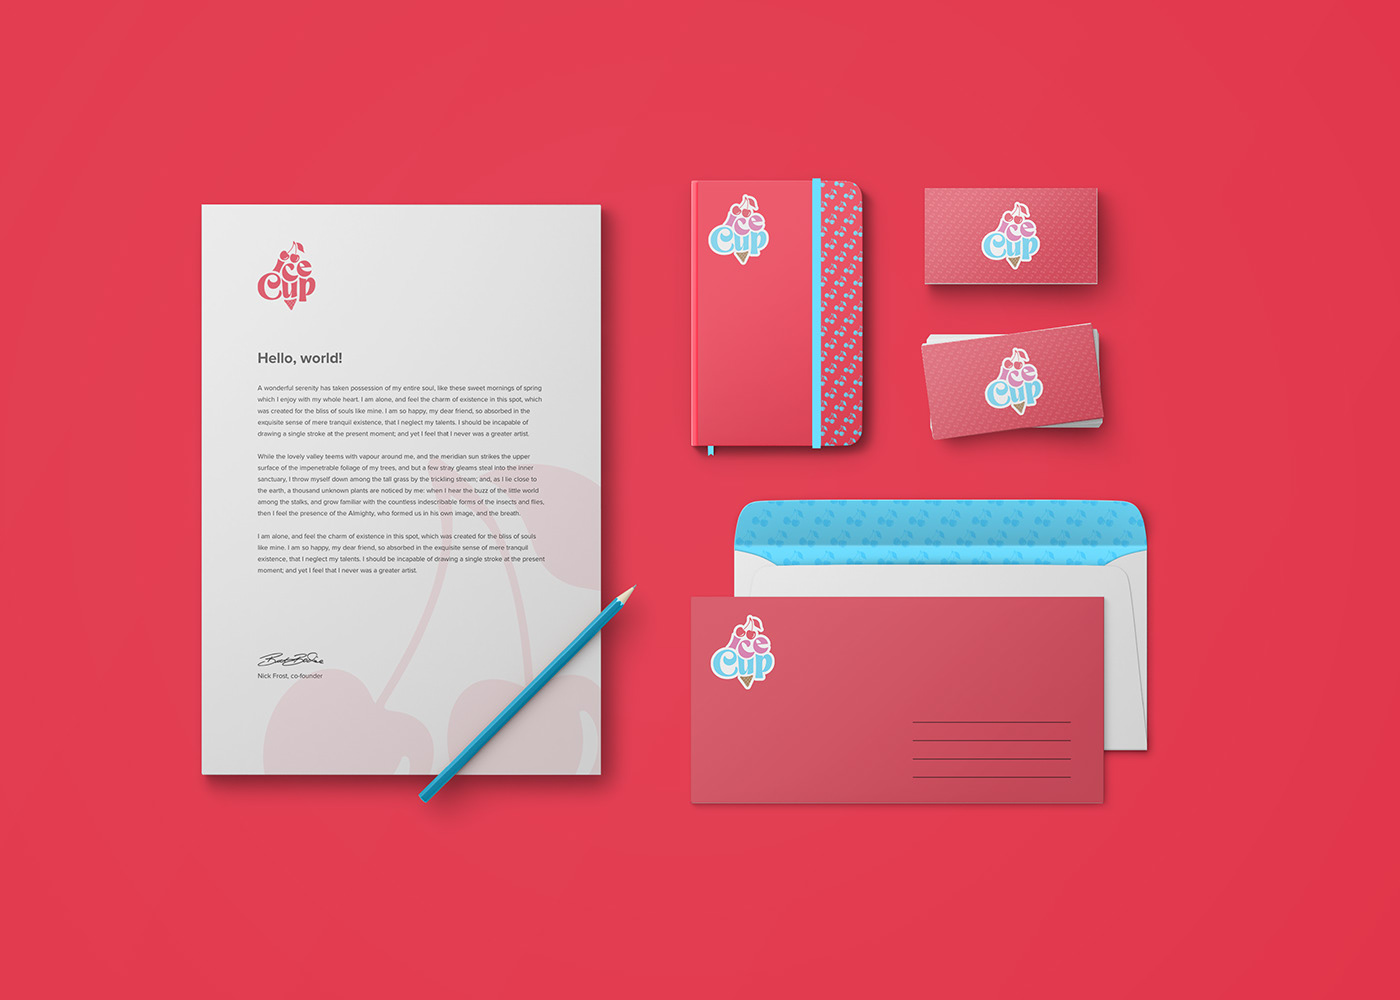 ice
Cup
Hello, world!
A wonderful serenity has taken possession of my entire soul, like these sweet mornings of spring
which I enjoy with my whole heart. I am alone, and feel the charm of existence in this spot, which
was created for the bliss of souls like mine. I am so happy, my dear friend, so absorbed in the
exquisite sense of mere tranquil existence, that I neglect my talents. I should be incapable of
drawing a single stroke at the present moment; and yet I feel that I never was a greater artist.
While the lovely valley teems with vapour around me, and the meridian sun strikes the upper
surface of the impenetrable foliage of my trees, and but a few stray gleams steal into the inner
sanctuary, I throw myself down among the tall grass by the trickling stream; and, as I lie close to
the earth, a thousand unknown plants are noticed by me: when I hear the buzz of the little world
among the stalks, and grow familiar with the countless indescribable forms of the insects and flies,
then I feel the presence of the Almighty, who formed us in his own image, and the breath.
I am alone, and feel the charm of existence in this spot, which was created for the bliss of souls
like mine. I am so happy, my dear friend, so absorbed in the exquisite sense of mere tranquil
existence, that I neglect my talents. I should be incapable of drawing a single stroke at the present
moment; and yet I feel that I never was a greater artist.
Nick Frost, co-founder
ice
Cup
ice
Cup
ice
Cup
ice
Cup